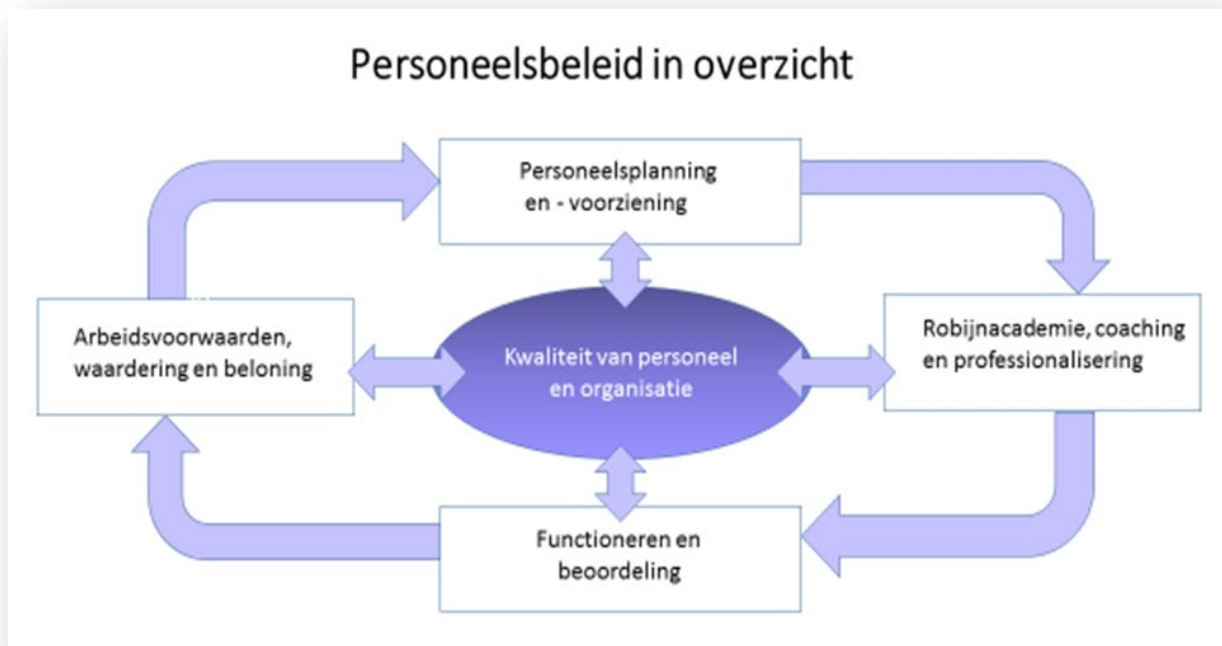 Personeelsbeleid in overzicht
Personeelsplanning
en - voorziening
Arbeidsvoorwaarden,
waardering en beloning
Kwaliteit van personeel
en organisatie
Robijnacademie, coaching
en professionalisering
Functioneren en
beoordeling